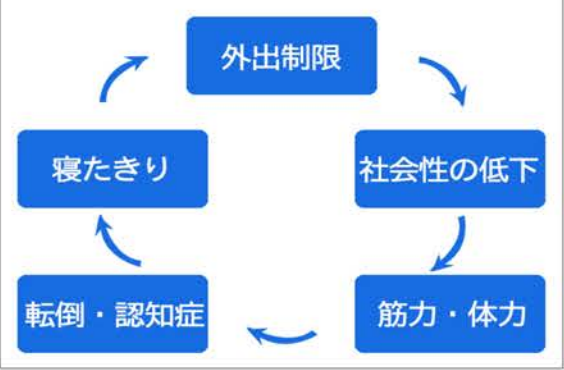 外出制限
社会性の低下
筋力・体力
転倒・認知症
寝たきり